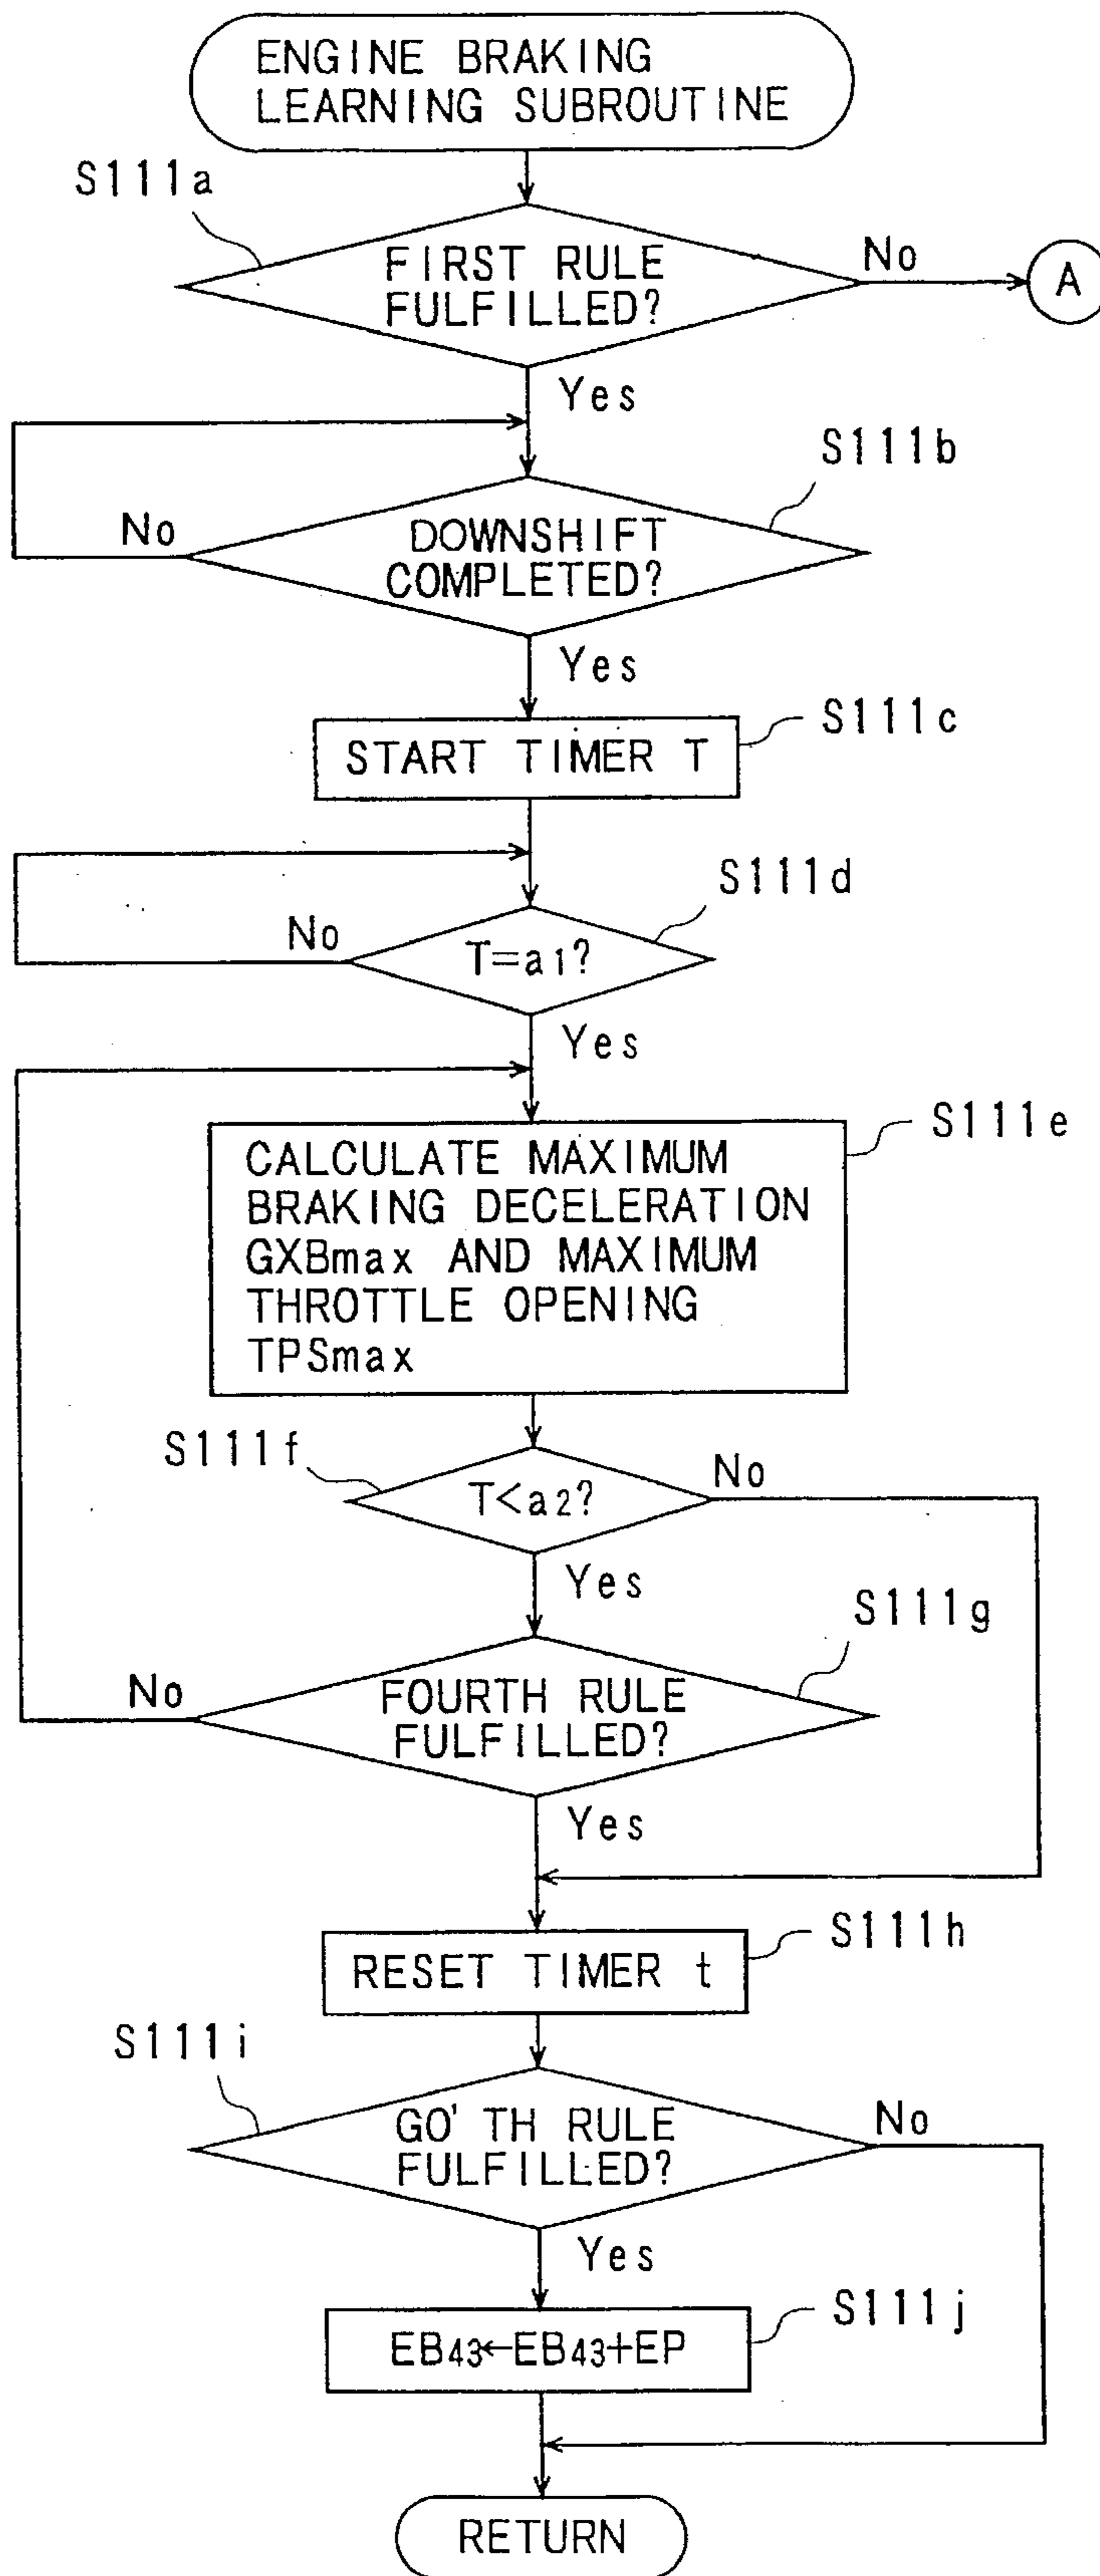 ENGINE BRAKING
LEARNING SUBROUTINE
S111a
FIRST RULE
FULFILLED?
No
A
Yes
S111b
No
DOWNSHIFT
COMPLETED?
Yes
S111c
START TIMER T
S111d
No
T=a1?
Yes
S111e
CALCULATE MAXIMUM
BRAKING DECELERATION
GXBmax AND MAXIMUM
THROTTLE OPENING
TPSmax
S111f
No
T<a2?
Yes
S111g
No
FOURTH RULE
FULFILLED?
Yes
S111h
RESET TIMER t
S111i
GO' TH RULE
FULFILLED?
No
Yes
S111j
EB43←EB43+EP
RETURN